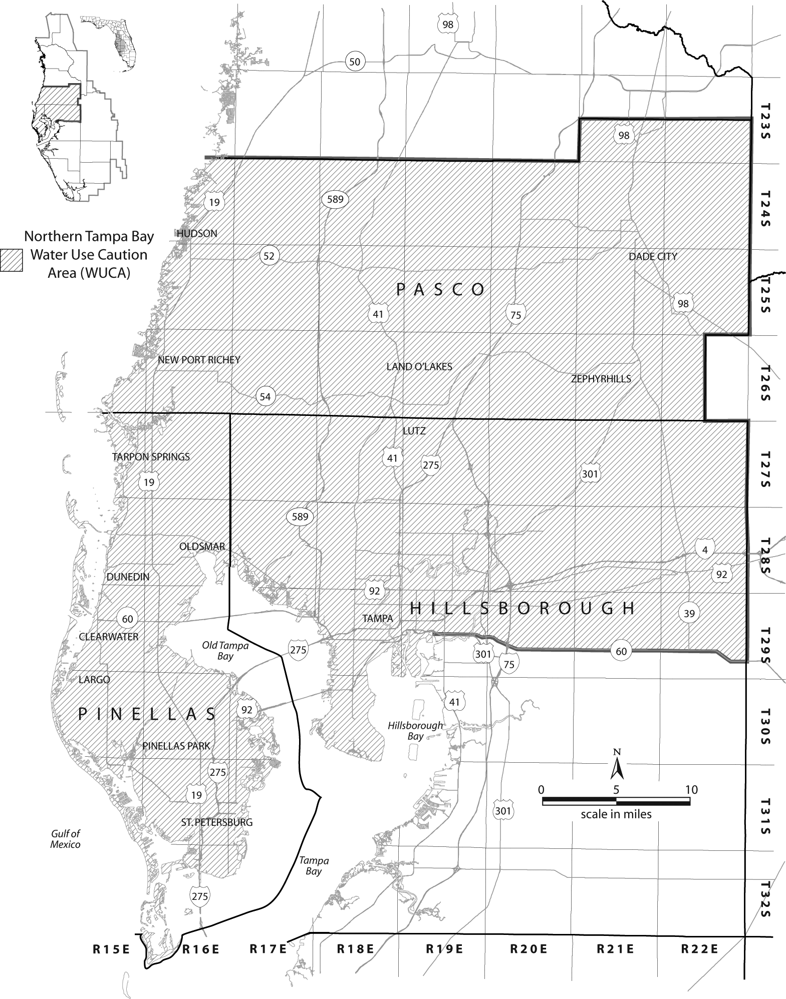 98
50
T23S
98
19
589
T24S
HUDSON
Northern Tampa Bay
Water Use Caution
Area (WUCA)
52
DADE CITY
PASCO
T25S
98
41
75
NEW PORT RICHEY
LAND O'LAKES
ZEPHYRHILLS
T26S
54
LUTZ
TARPON SPRINGS
41
275
301
T27S
19
589
OLDSMAR
4
T28S
DUNEDIN
92
92
HILLSBOROUGH
60
TAMPA
39
CLEARWATER
Old Tampa
Bay
275
301
60
T29S
75
LARGO
41
PINELLAS
92
Hillsborough
Bay
T30S
PINELLAS PARK
N
275
0 5 10
19
301
scale in miles
T31S
ST. PETERSBURG
Gulf of
Mexico
Tampa
Bay
275
T32S
R15E R16E R17E R18E R19E R20E R21E R22E